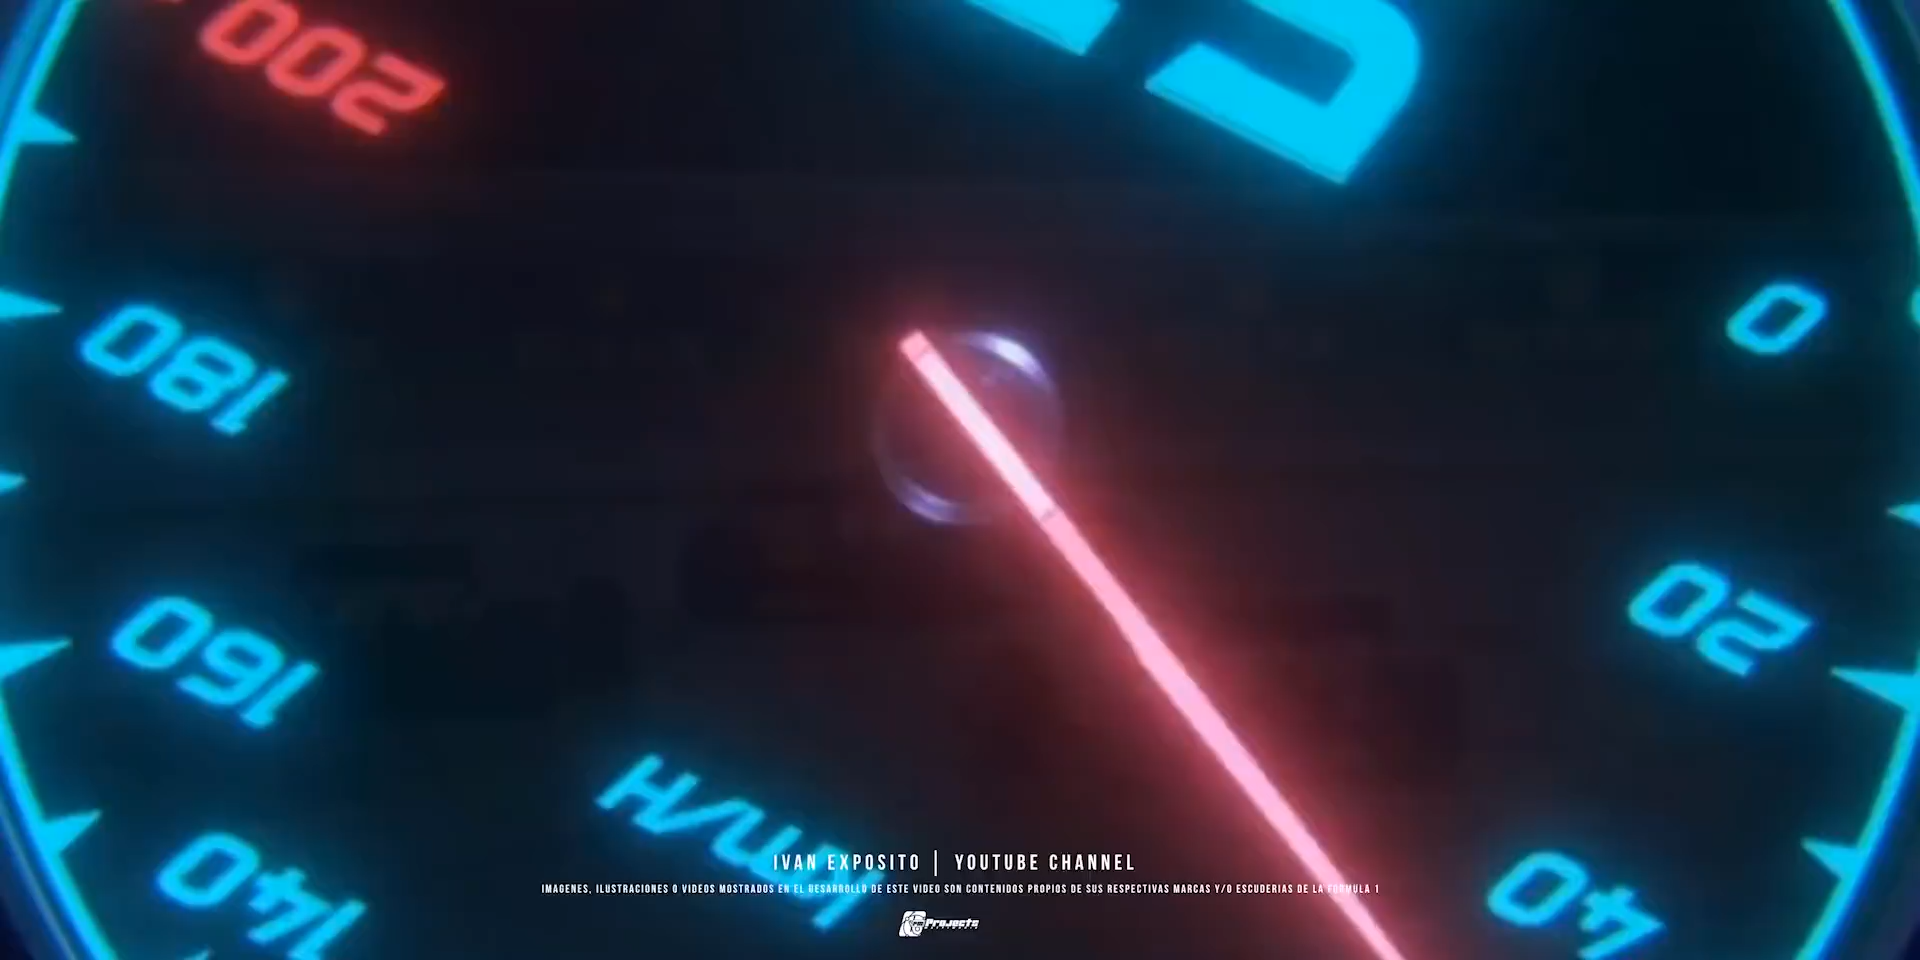 200
180
0
160
20
km/H
140
40
IVAN EXPOSITO | YOUTUBE CHANNEL
IMAGENES, ILUSTRACIONES O VIDEOS MOSTRADOS EN EL DESARROLLO DE ESTE VIDEO SON CONTENIDOS PROPIOS DE SUS RESPECTIVAS MARCAS Y/O ESCUDERIAS DE LA FORMULA 1
Projects